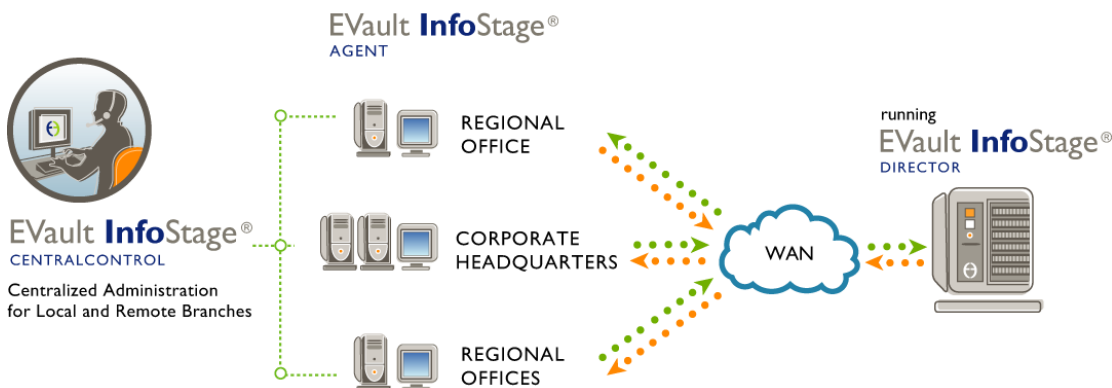 EVault InfoStage®
AGENT
EVault InfoStage®
CENTRALCONTROL
Centralized Administration
for Local and Remote Branches
REGIONAL
OFFICE
CORPORATE
HEADQUARTERS
REGIONAL
OFFICES
WAN
running
EVault InfoStage®
DIRECTOR